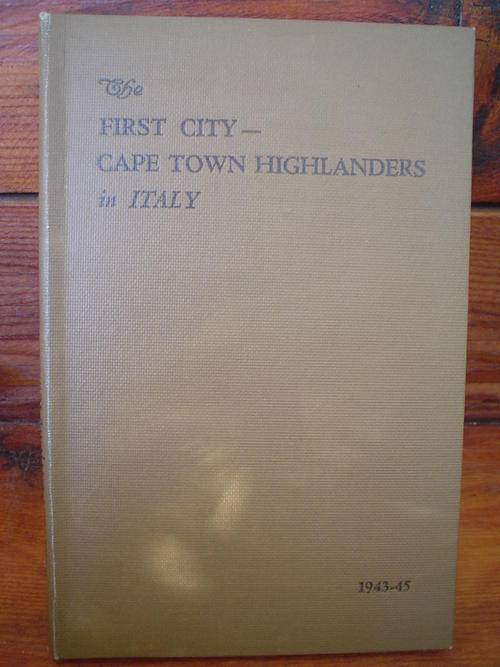 The
FIRST CITY—
CAPE TOWN HIGHLANDERS
in ITALY
1943-45